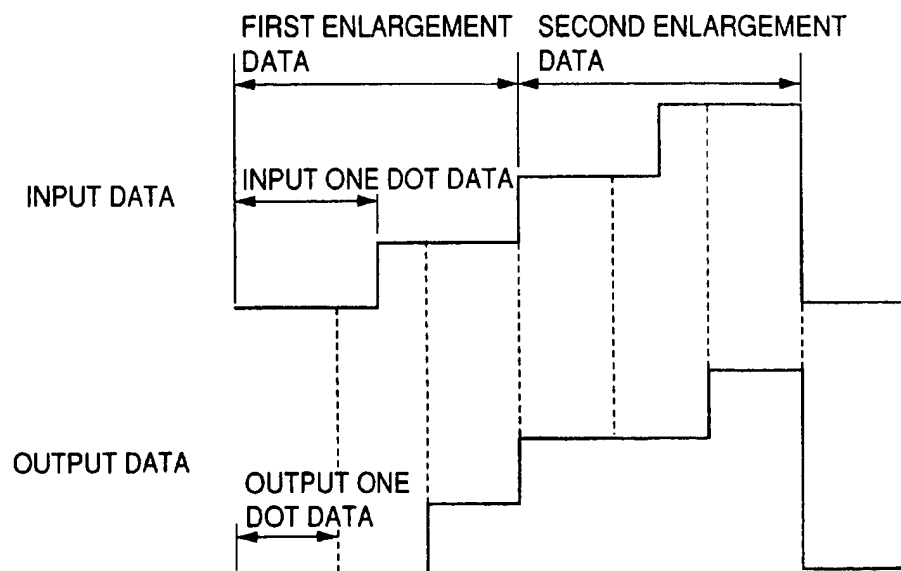 FIRST ENLARGEMENT
DATA
SECOND ENLARGEMENT
DATA
INPUT ONE DOT DATA
INPUT DATA
OUTPUT DATA
OUTPUT ONE
DOT DATA